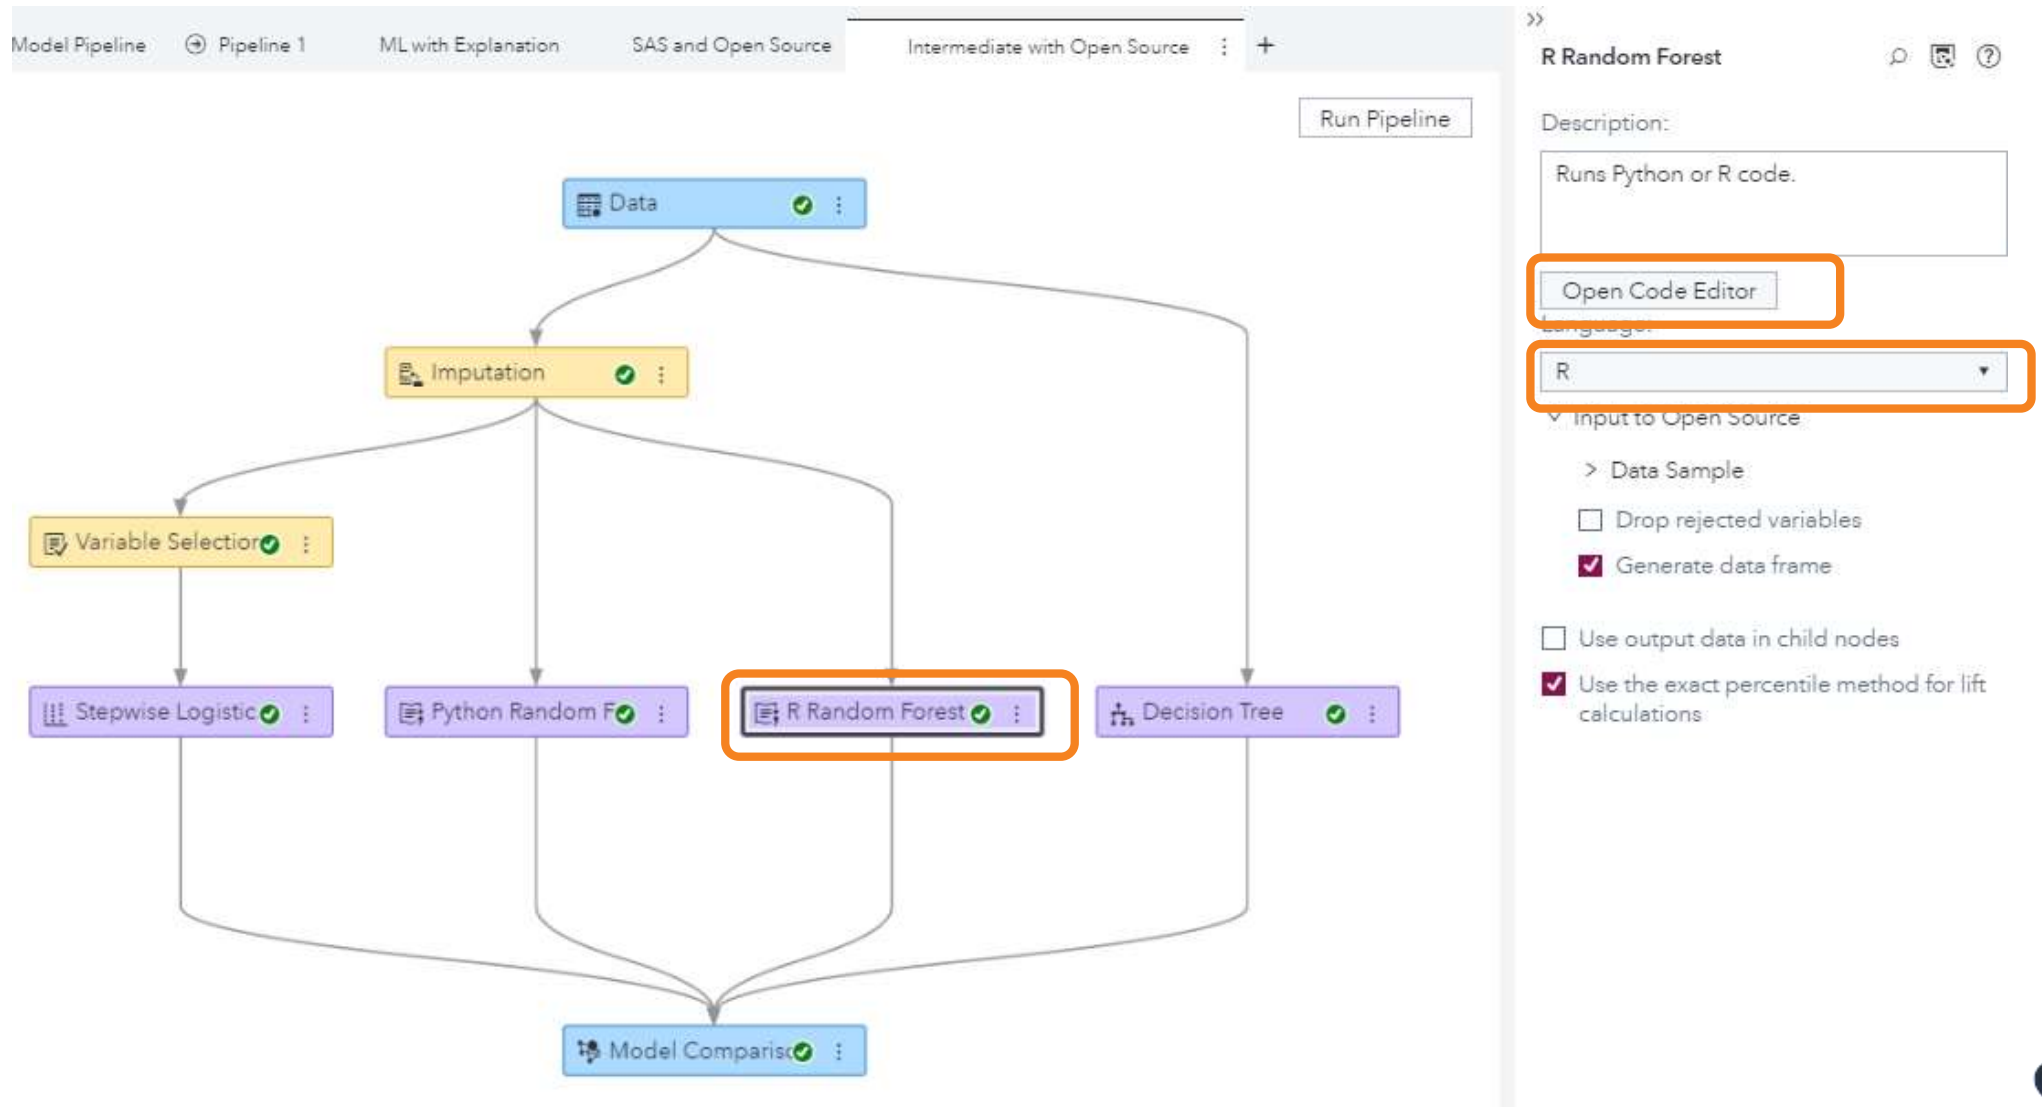 Model Pipeline
Pipeline 1
ML with Explanation
SAS and Open Source
Intermediate with Open Source
+
Run Pipeline
Data
Imputation
Variable Selection
Stepwise Logistic
Python Random F
R Random Forest
Decision Tree
Model Comparisc
R Random Forest
Description:
Runs Python or R code.
Open Code Editor
Language:
R
Input to Open Source
Data Sample
Drop rejected variables
Generate data frame
Use output data in child nodes
Use the exact percentile method for lift
calculations